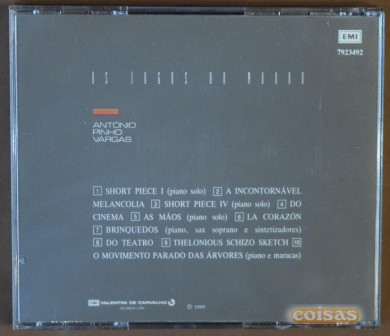 EMI
7923492
OS JOGOS DO MUNDO
ANTÓNIO
PINHO
VARGAS
1 SHORT PIECE I (piano solo) 2 A INCONTORNÁVEL
MELANCOLIA 3 SHORT PIECE IV (piano solo) 4 DO
CINEMA 5 AS MÃOS (piano solo) 6 LA CORAZÓN
7 BRINQUEDOS (piano, sax soprano e sintetizadores)
8 DO TEATRO 9 THELONIOUS SCHIZO SKETCH 10
O MOVIMENTO PARADO DAS ÁRVORES (piano e maracas)
EMI VALENTIM DE CARVALHO
℗ 1989
coisas